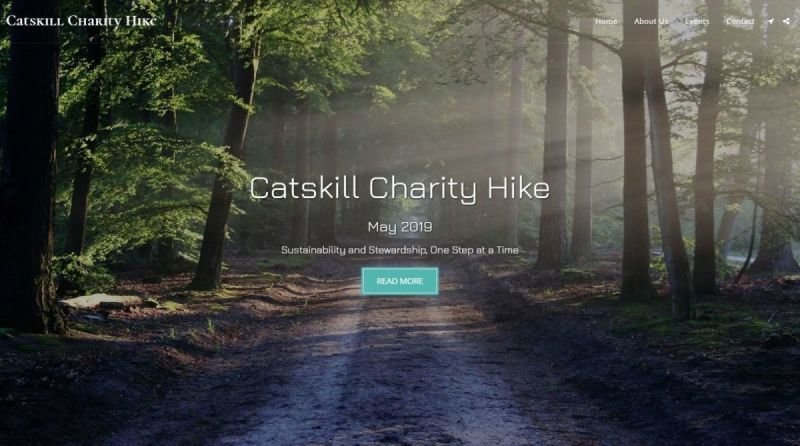 Catskill Charity Hike
Home About Us Events Contact
Catskill Charity Hike
May 2019
Sustainability and Stewardship, One Step at a Time
READ MORE